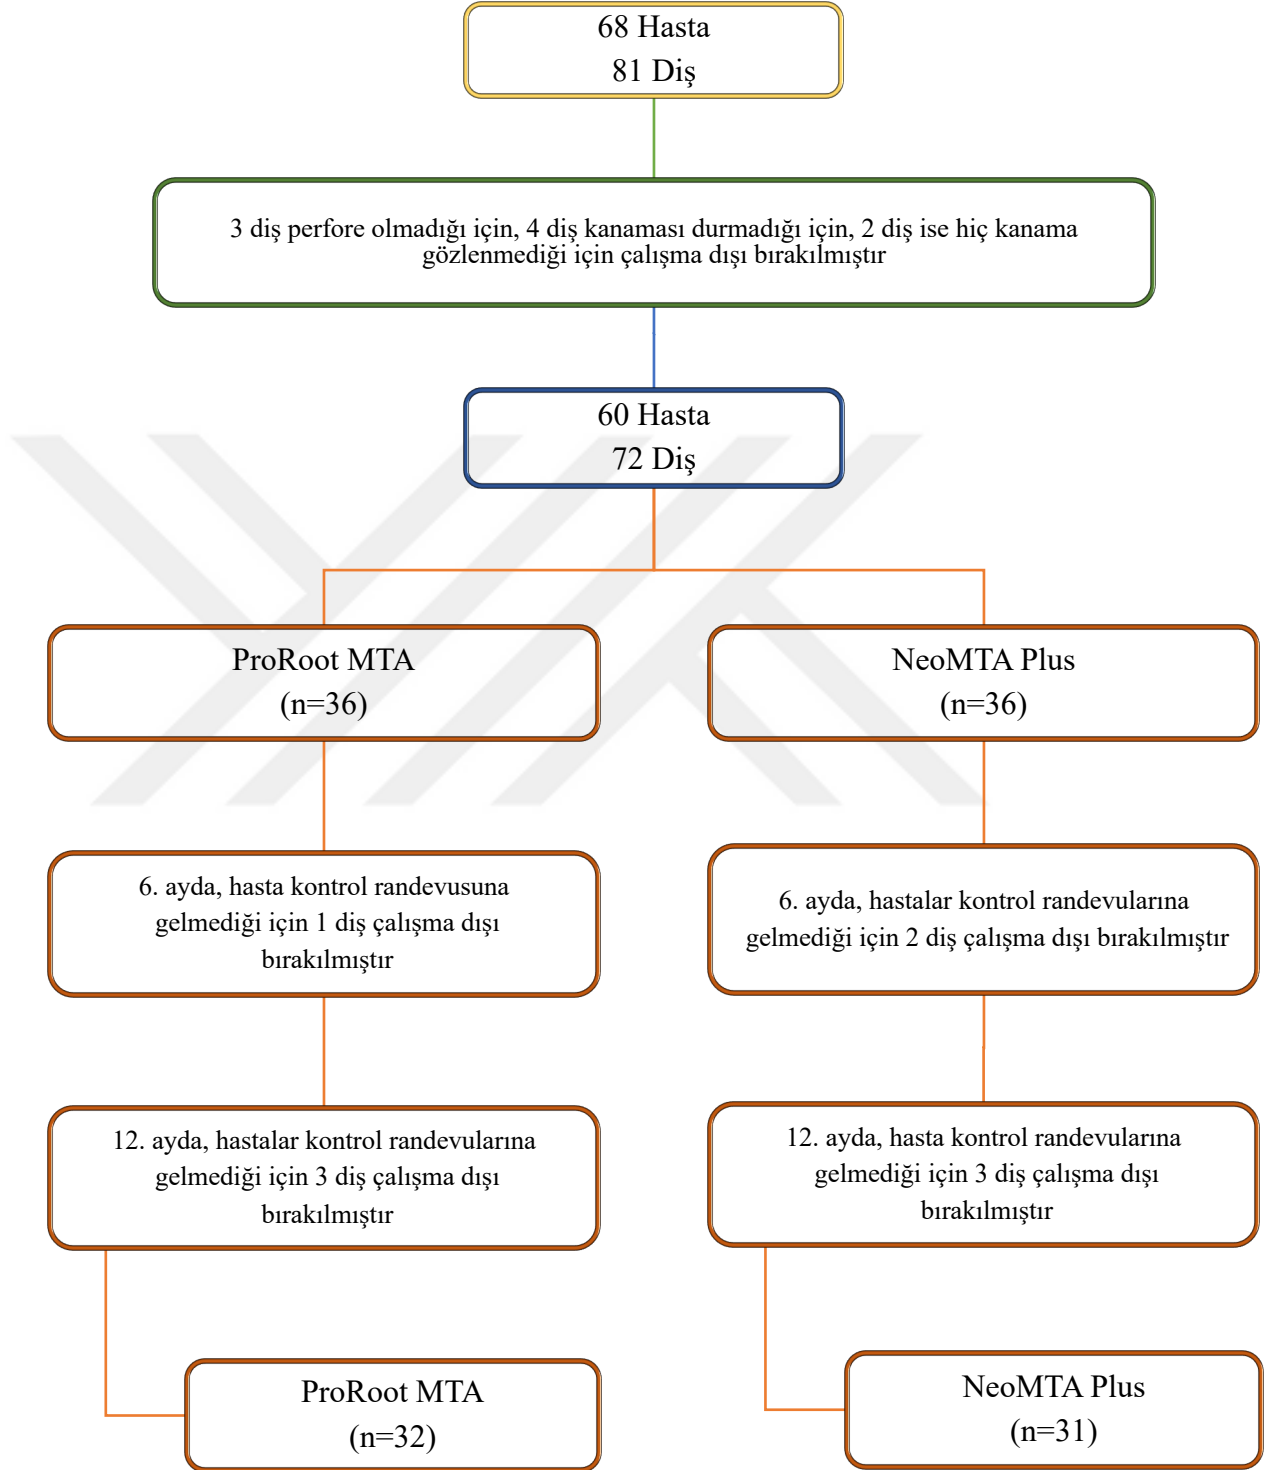 68 Hasta
81 Diş
3 diş perfore olmadığı için, 4 diş kanaması durmadığı için, 2 diş ise hiç kanama
gözlenmediği için çalışma dışı bırakılmıştır
60 Hasta
72 Diş
ProRoot MTA
(n=36)
NeoMTA Plus
(n=36)
6. ayda, hasta kontrol randevusuna
gelmediği için 1 diş çalışma dışı
bırakılmıştır
6. ayda, hastalar kontrol randevularına
gelmediği için 2 diş çalışma dışı bırakılmıştır
12. ayda, hastalar kontrol randevularına
gelmediği için 3 diş çalışma dışı
bırakılmıştır
12. ayda, hasta kontrol randevularına
gelmediği için 3 diş çalışma dışı
bırakılmıştır
ProRoot MTA
(n=32)
NeoMTA Plus
(n=31)